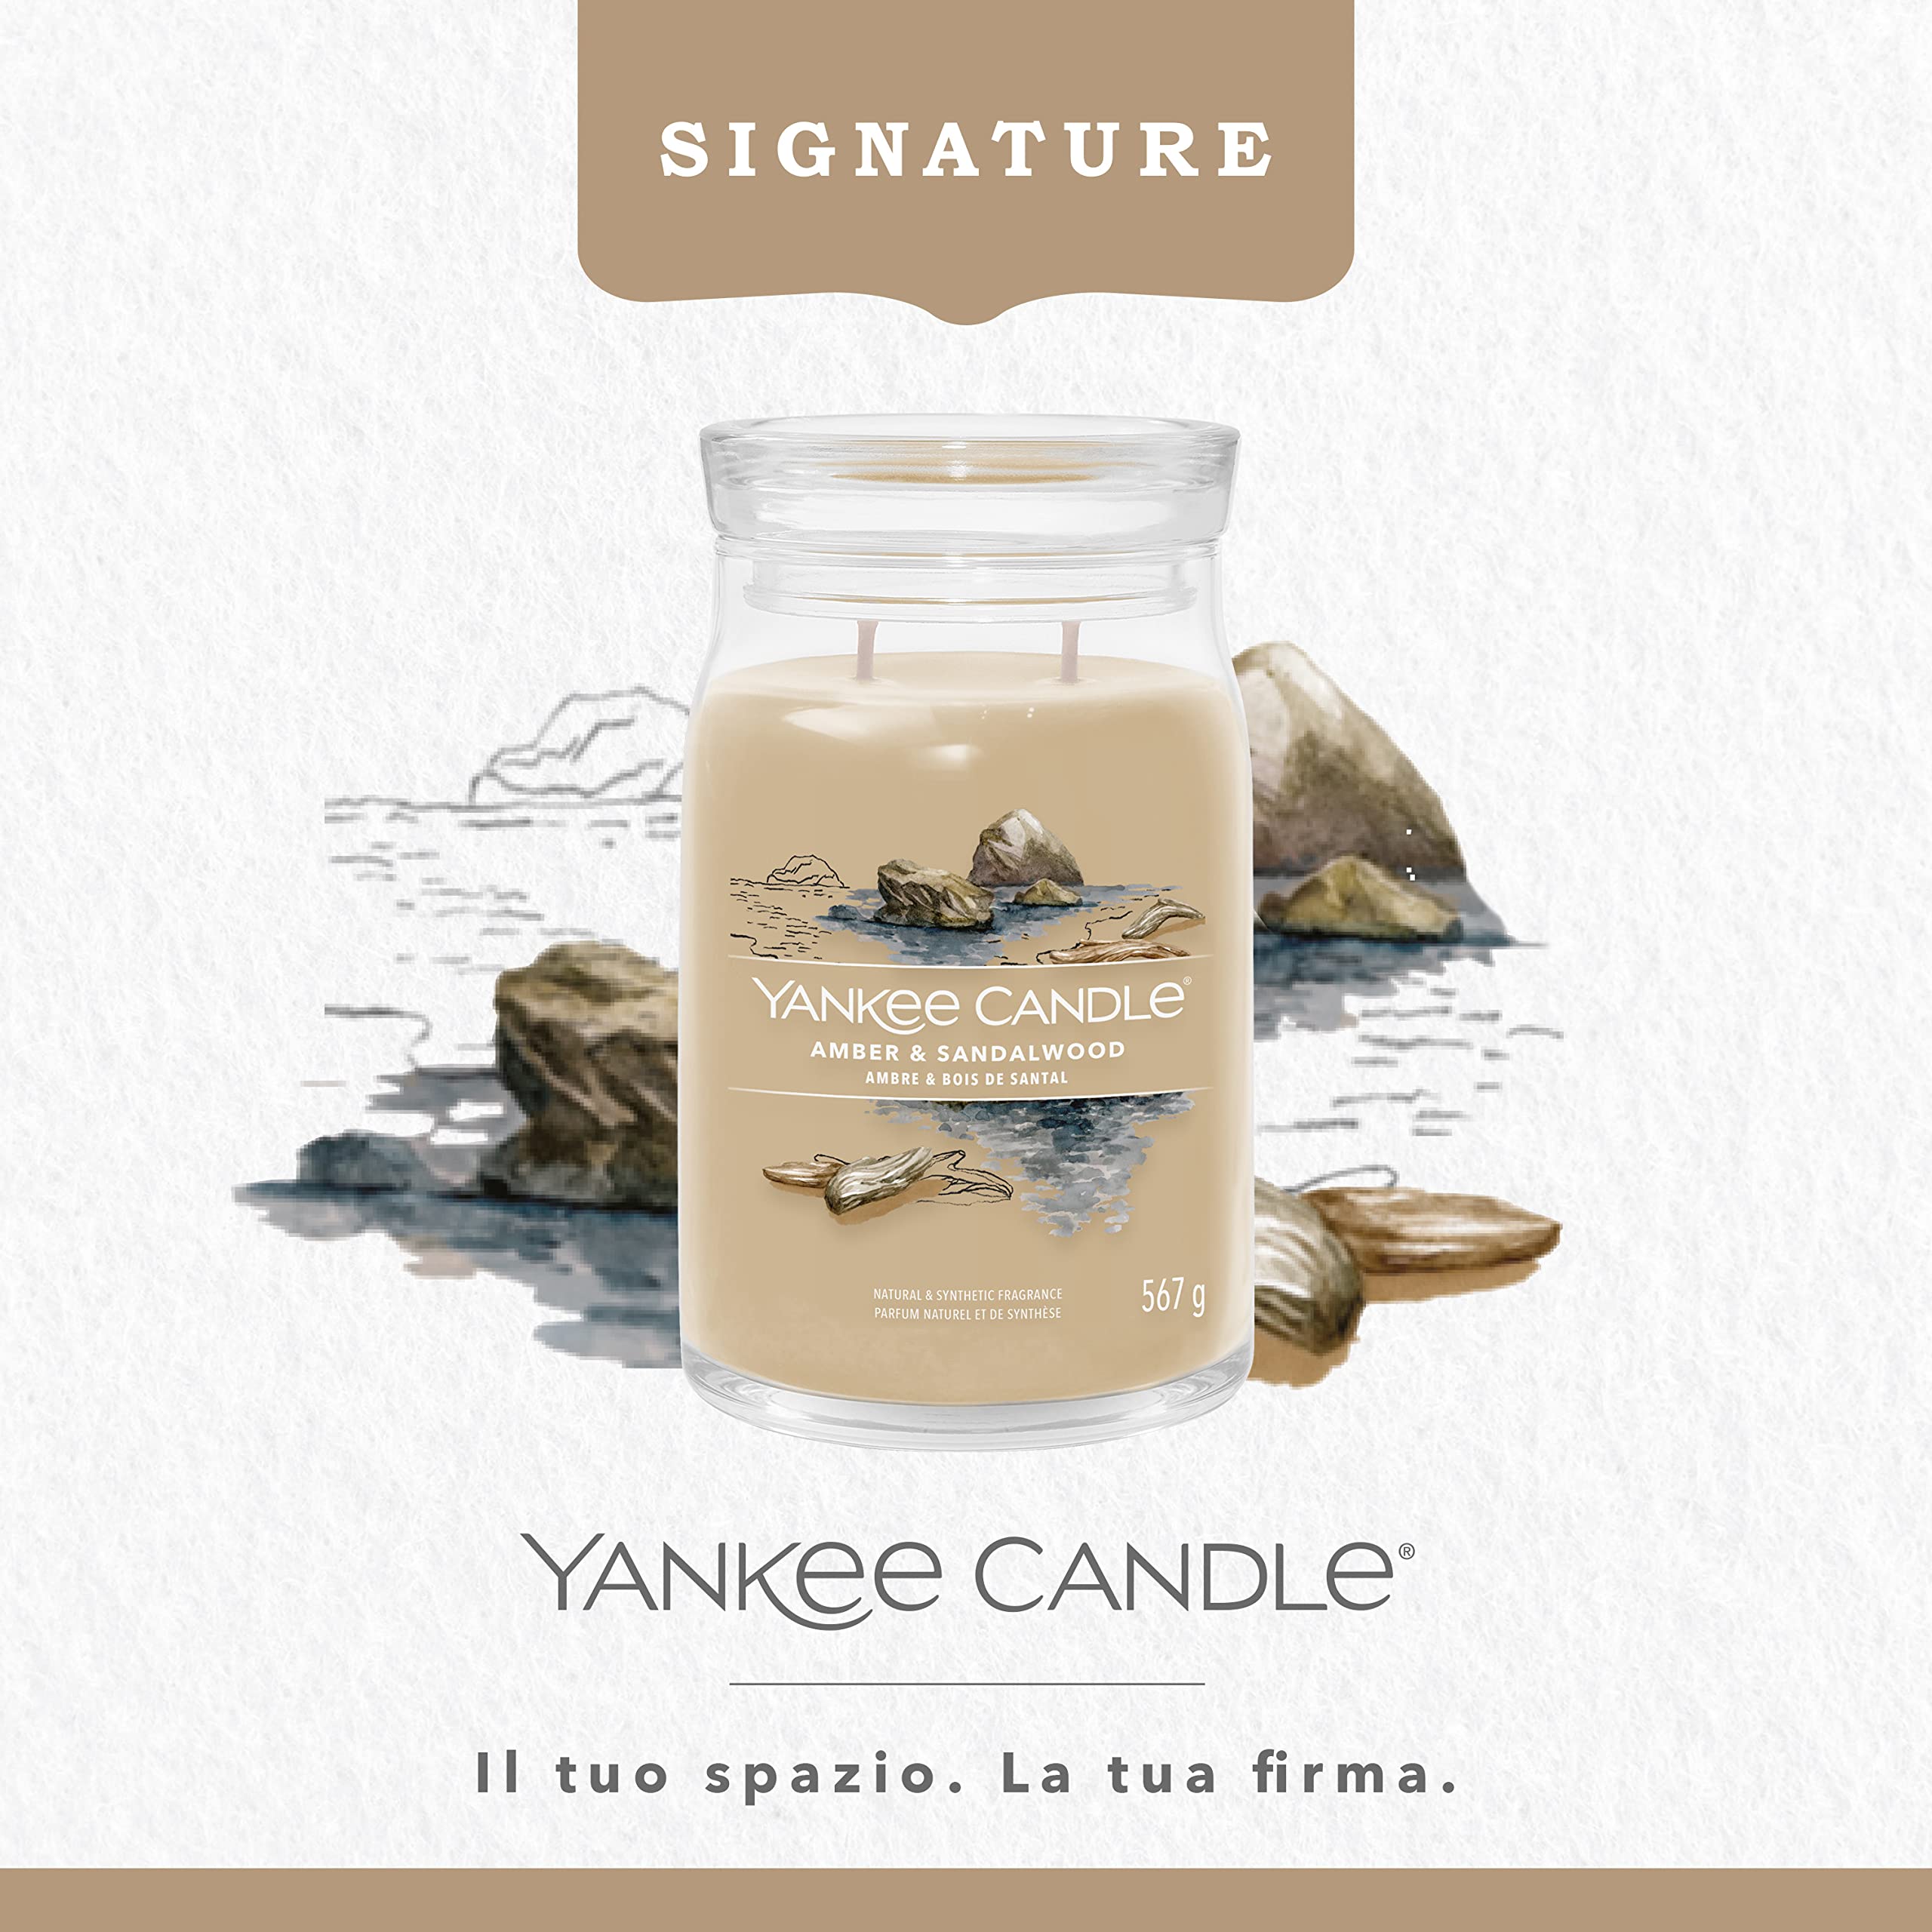 SIGNATURE
YANKEE CANDLE®
AMBER & SANDALWOOD
AMBRE & BOIS DE SANTAL
NATURAL & SYNTHETIC FRAGRANCE
PARFUM NATUREL ET DE SYNTHÈSE
567 g
YANKEE CANDLE®
Il tuo spazio. La tua firma.